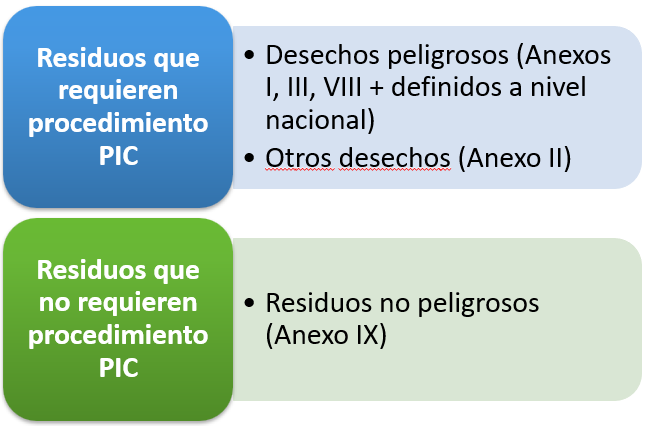 Residuos que
requieren
procedimiento
PIC
• Desechos peligrosos (Anexos
I, III, VIII + definidos a nivel
nacional)
• Otros desechos (Anexo II)
Residuos que
no requieren
procedimiento
PIC
• Residuos no peligrosos
(Anexo IX)